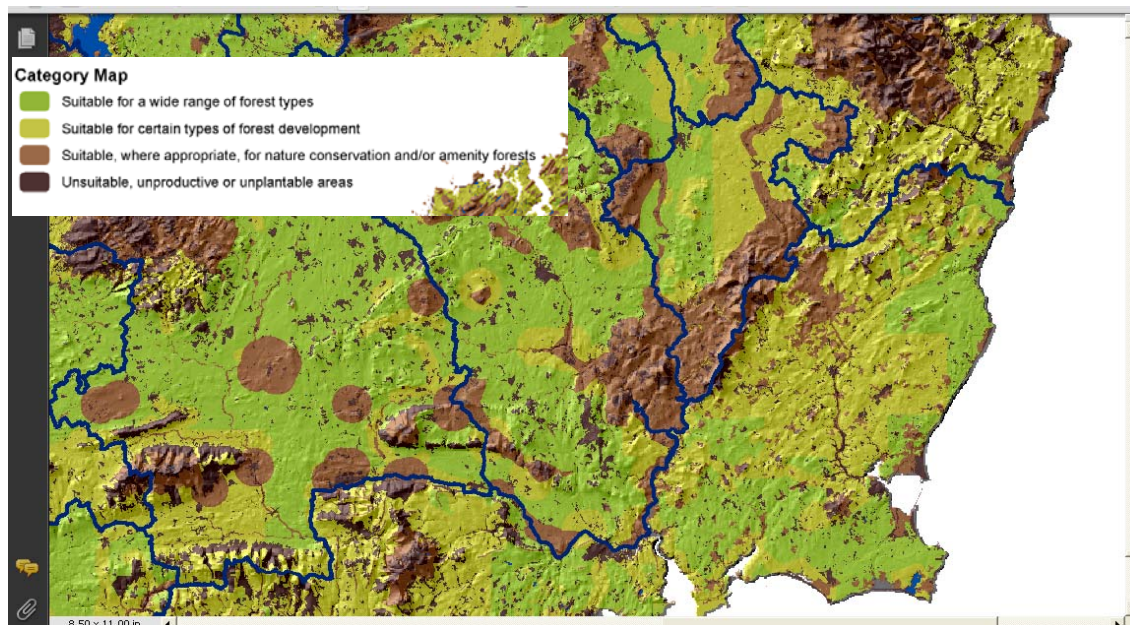 Category Map
Suitable for a wide range of forest types
Suitable for certain types of forest development
Suitable, where appropriate, for nature conservation and/or amenity forests
Unsuitable, unproductive or unplantable areas
8.50 x 11.00 in